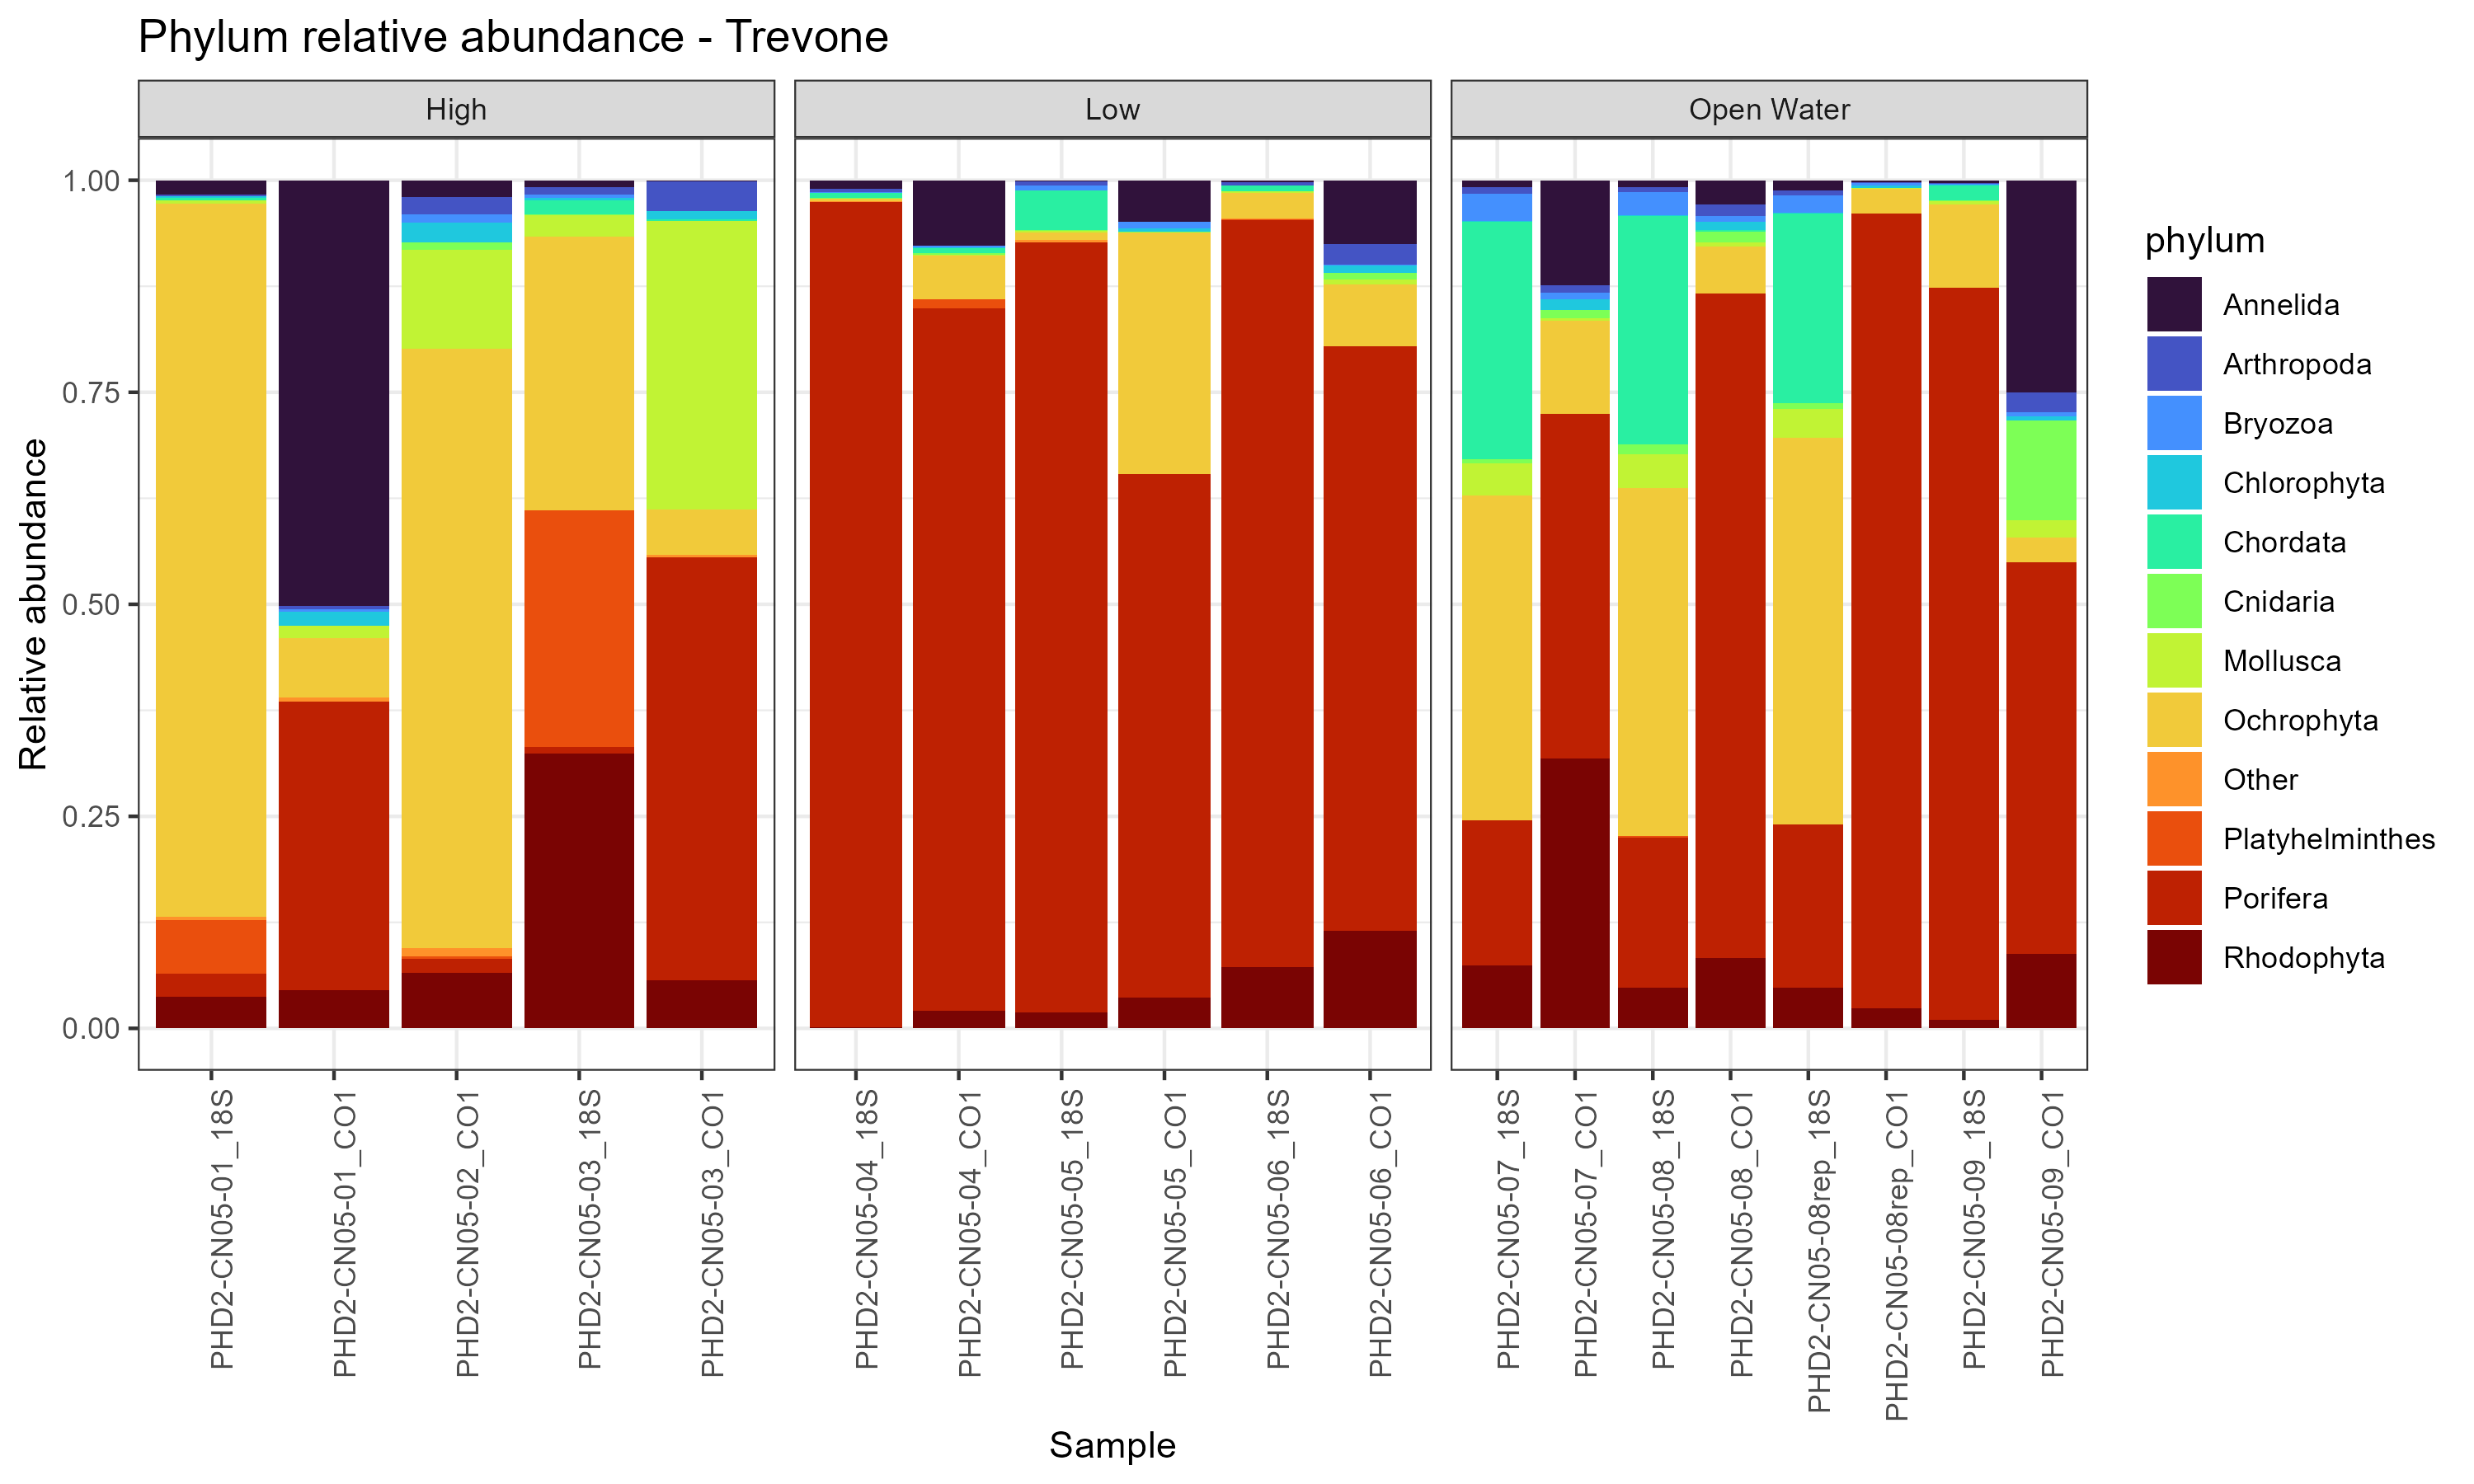 Phylum relative abundance - Trevone
High
Low
Open Water
Relative abundance
1.00
0.75
0.50
0.25
0.00
PHD2-CN05-01_18S
PHD2-CN05-01_CO1
PHD2-CN05-02_CO1
PHD2-CN05-03_18S
PHD2-CN05-03_CO1
PHD2-CN05-04_18S
PHD2-CN05-04_CO1
PHD2-CN05-05_18S
PHD2-CN05-05_CO1
PHD2-CN05-06_18S
PHD2-CN05-06_CO1
PHD2-CN05-07_18S
PHD2-CN05-07_CO1
PHD2-CN05-08_18S
PHD2-CN05-08_CO1
PHD2-CN05-08rep_18S
PHD2-CN05-08rep_CO1
PHD2-CN05-09_18S
PHD2-CN05-09_CO1
Sample
phylum
Annelida
Arthropoda
Bryozoa
Chlorophyta
Chordata
Cnidaria
Mollusca
Ochrophyta
Other
Platyhelminthes
Porifera
Rhodophyta